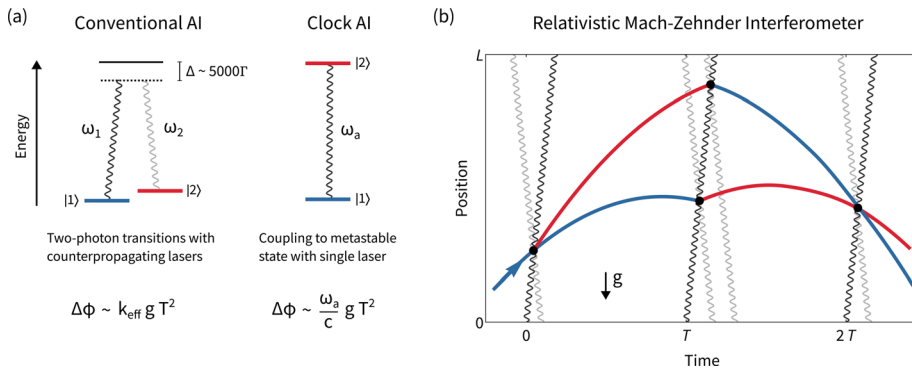 (a)
Conventional AI
Clock AI
Energy
Δ ~ 5000Γ
ω₁
ω₂
|1⟩
|2⟩
|2⟩
ωₐ
|1⟩
Two-photon transitions with
counterpropagating lasers
Coupling to metastable
state with single laser
Δϕ ~ k_eff g T²
Δϕ ~ ωₐ/c g T²
(b)
Relativistic Mach-Zehnder Interferometer
L
Position
g
0
0
T
2 T
Time